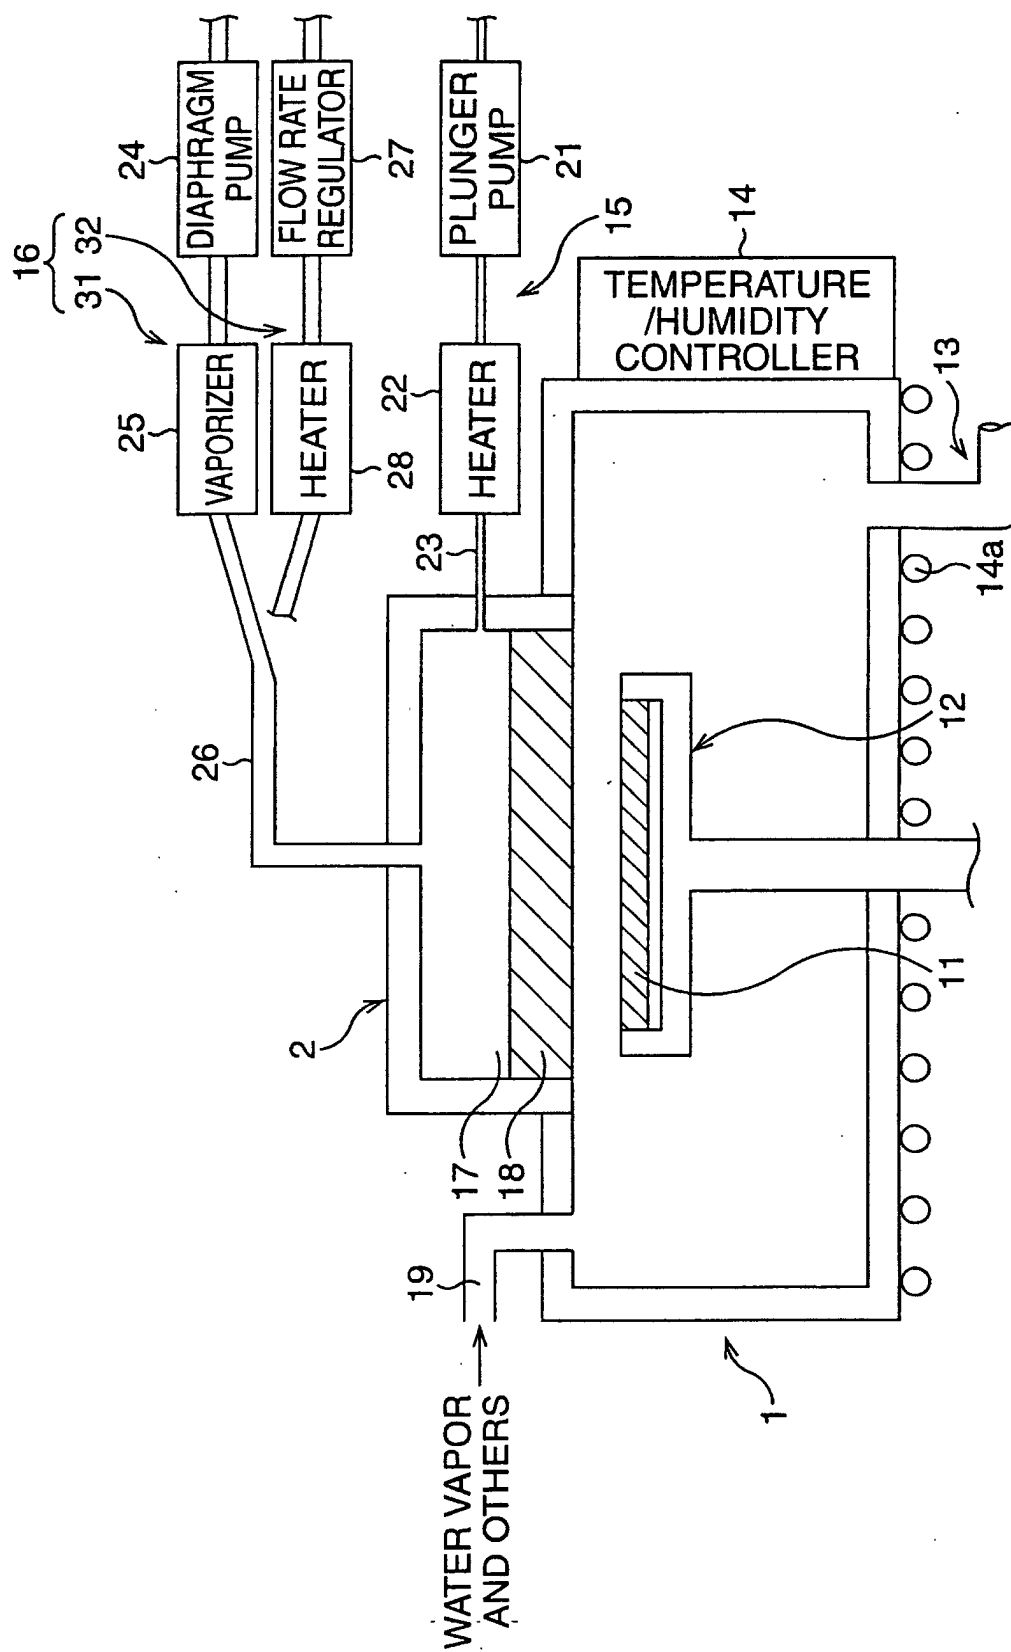 16
31
32
24
DIAPHRAGM
PUMP
25
VAPORIZER
FLOW RATE
REGULATOR
27
HEATER
28
PLUNGER
PUMP
21
22
HEATER
23
15
14
TEMPERATURE
/HUMIDITY
CONTROLLER
13
14a
26
2
12
11
17
18
19
WATER VAPOR
AND OTHERS
1